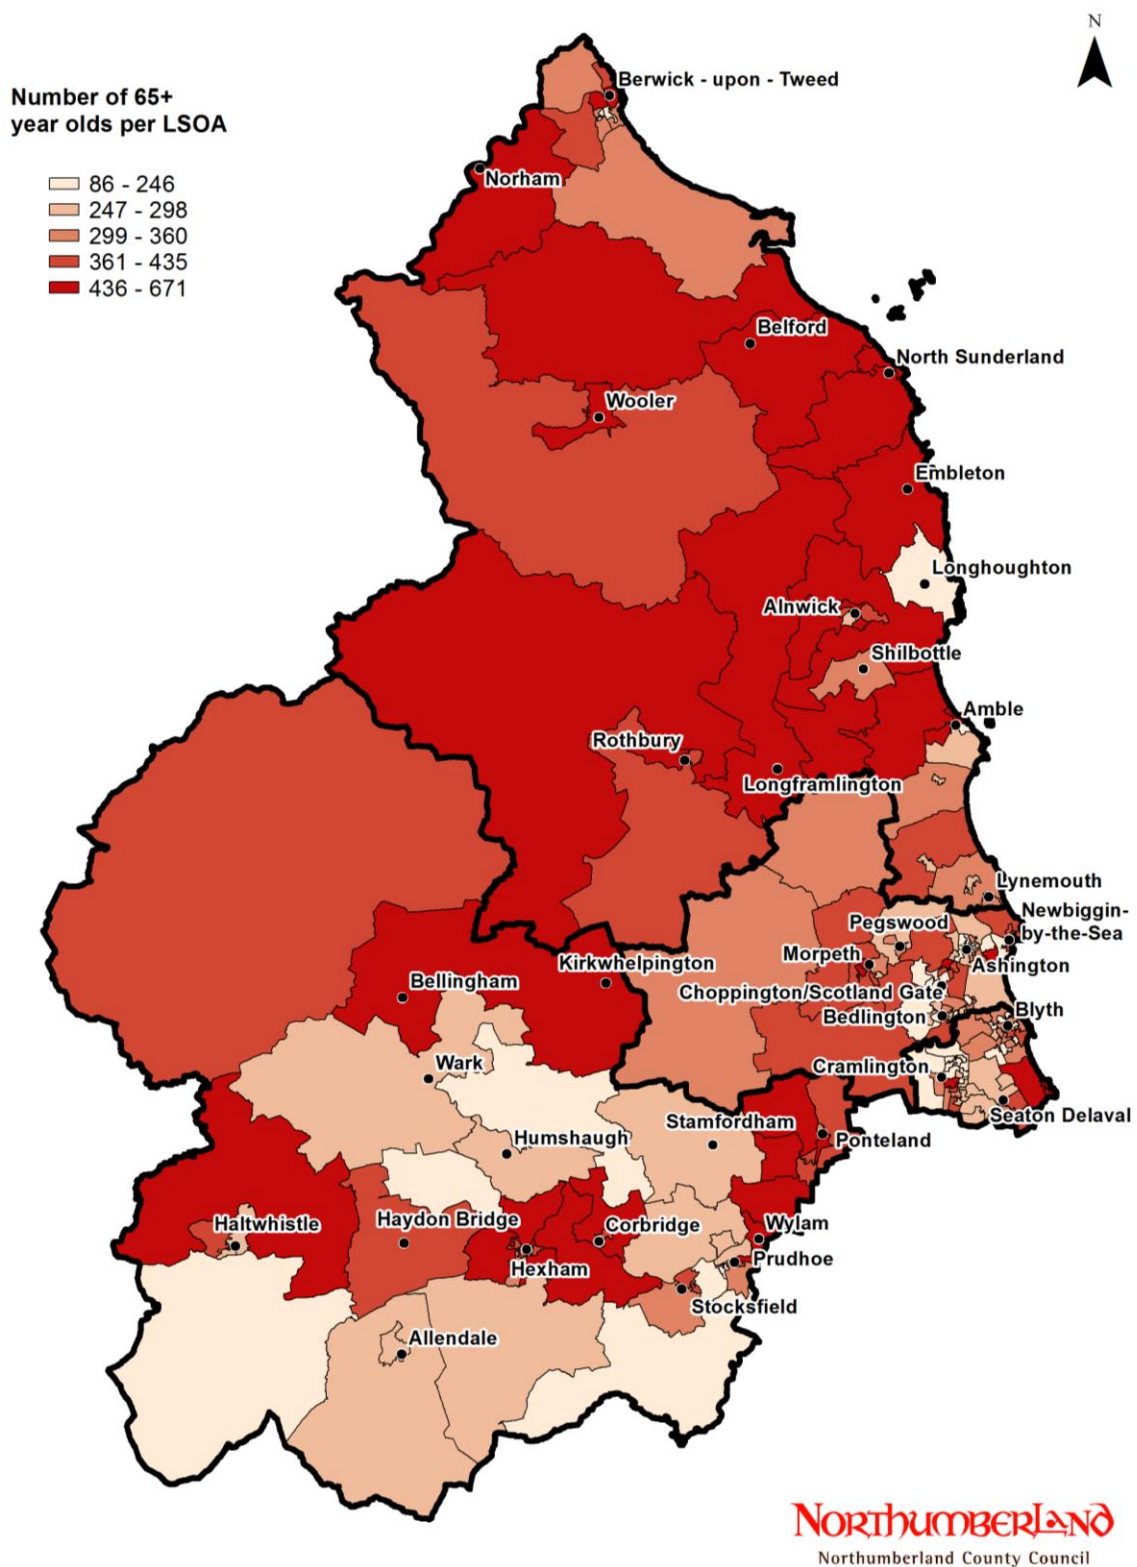 N
Number of 65+
year olds per LSOA
86 - 246
247 - 298
299 - 360
361 - 435
436 - 671
Berwick - upon - Tweed
Norham
Belford
North Sunderland
Wooler
Embleton
Longhoughton
Alnwick
Shilbottle
Amble
Rothbury
Longframlington
Lynemouth
Pegswood
Newbiggin-
by-the-Sea
Morpeth
Kirkwhelpington
Ashington
Bellingham
Choppington/Scotland Gate
Bedlington
Blyth
Wark
Cramlington
Seaton Delaval
Stamfordham
Humshaugh
Ponteland
Haltwhistle
Haydon Bridge
Corbridge
Wylam
Hexham
Prudhoe
Stocksfield
Allendale
NORTHUMBERLAND
Northumberland County Council